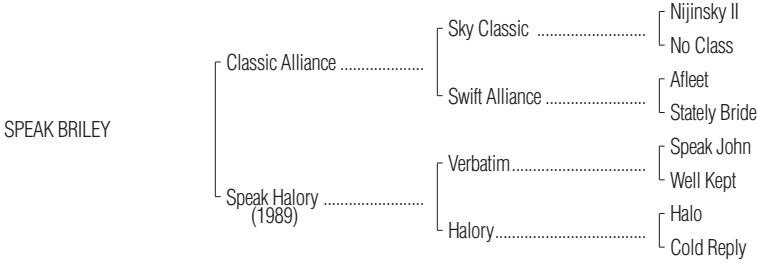 Nijinsky II
Sky Classic ........................
No Class
Classic Alliance ..................
Afleet
Swift Alliance ......................
Stately Bride
SPEAK BRILEY
Speak John
Verbatim..............................
Well Kept
Speak Halory ......................
(1989)
Halo
Halory..................................
Cold Reply